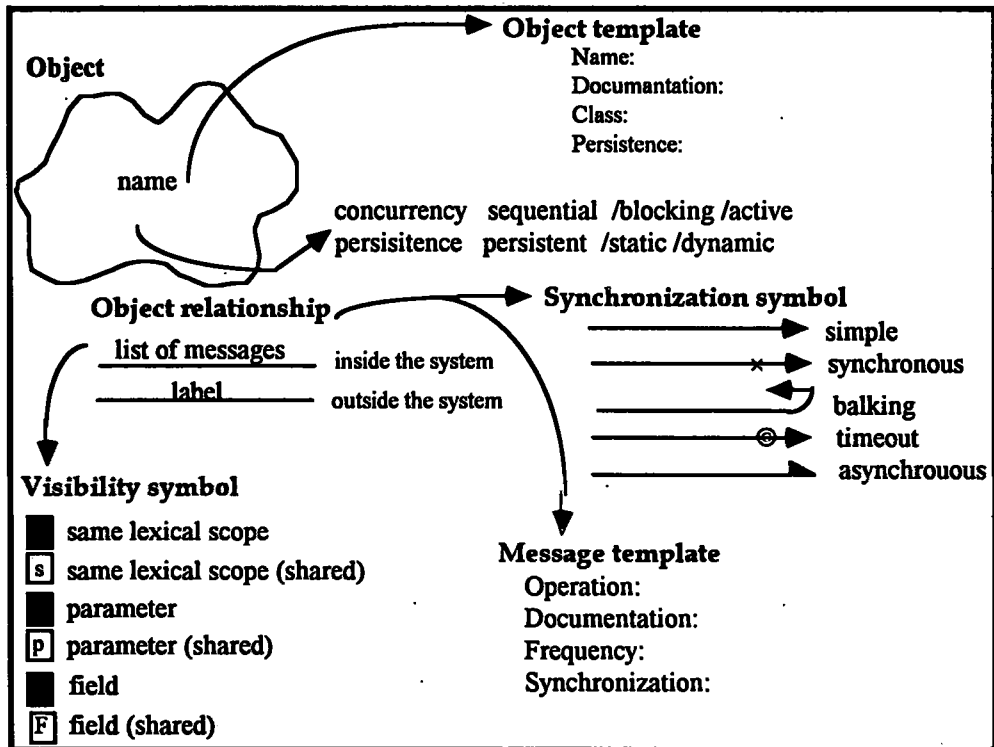 Object template
Name:
Documantation:
Class:
Persistence:
Object
name
concurrency sequential /blocking /active
persisitence persistent /static /dynamic
Object relationship
list of messages
inside the system
label
outside the system
Synchronization symbol
simple
synchronous
balking
timeout
asynchrouous
Visibility symbol
same lexical scope
s same lexical scope (shared)
parameter
p parameter (shared)
field
F field (shared)
Message template
Operation:
Documentation:
Frequency:
Synchronization: